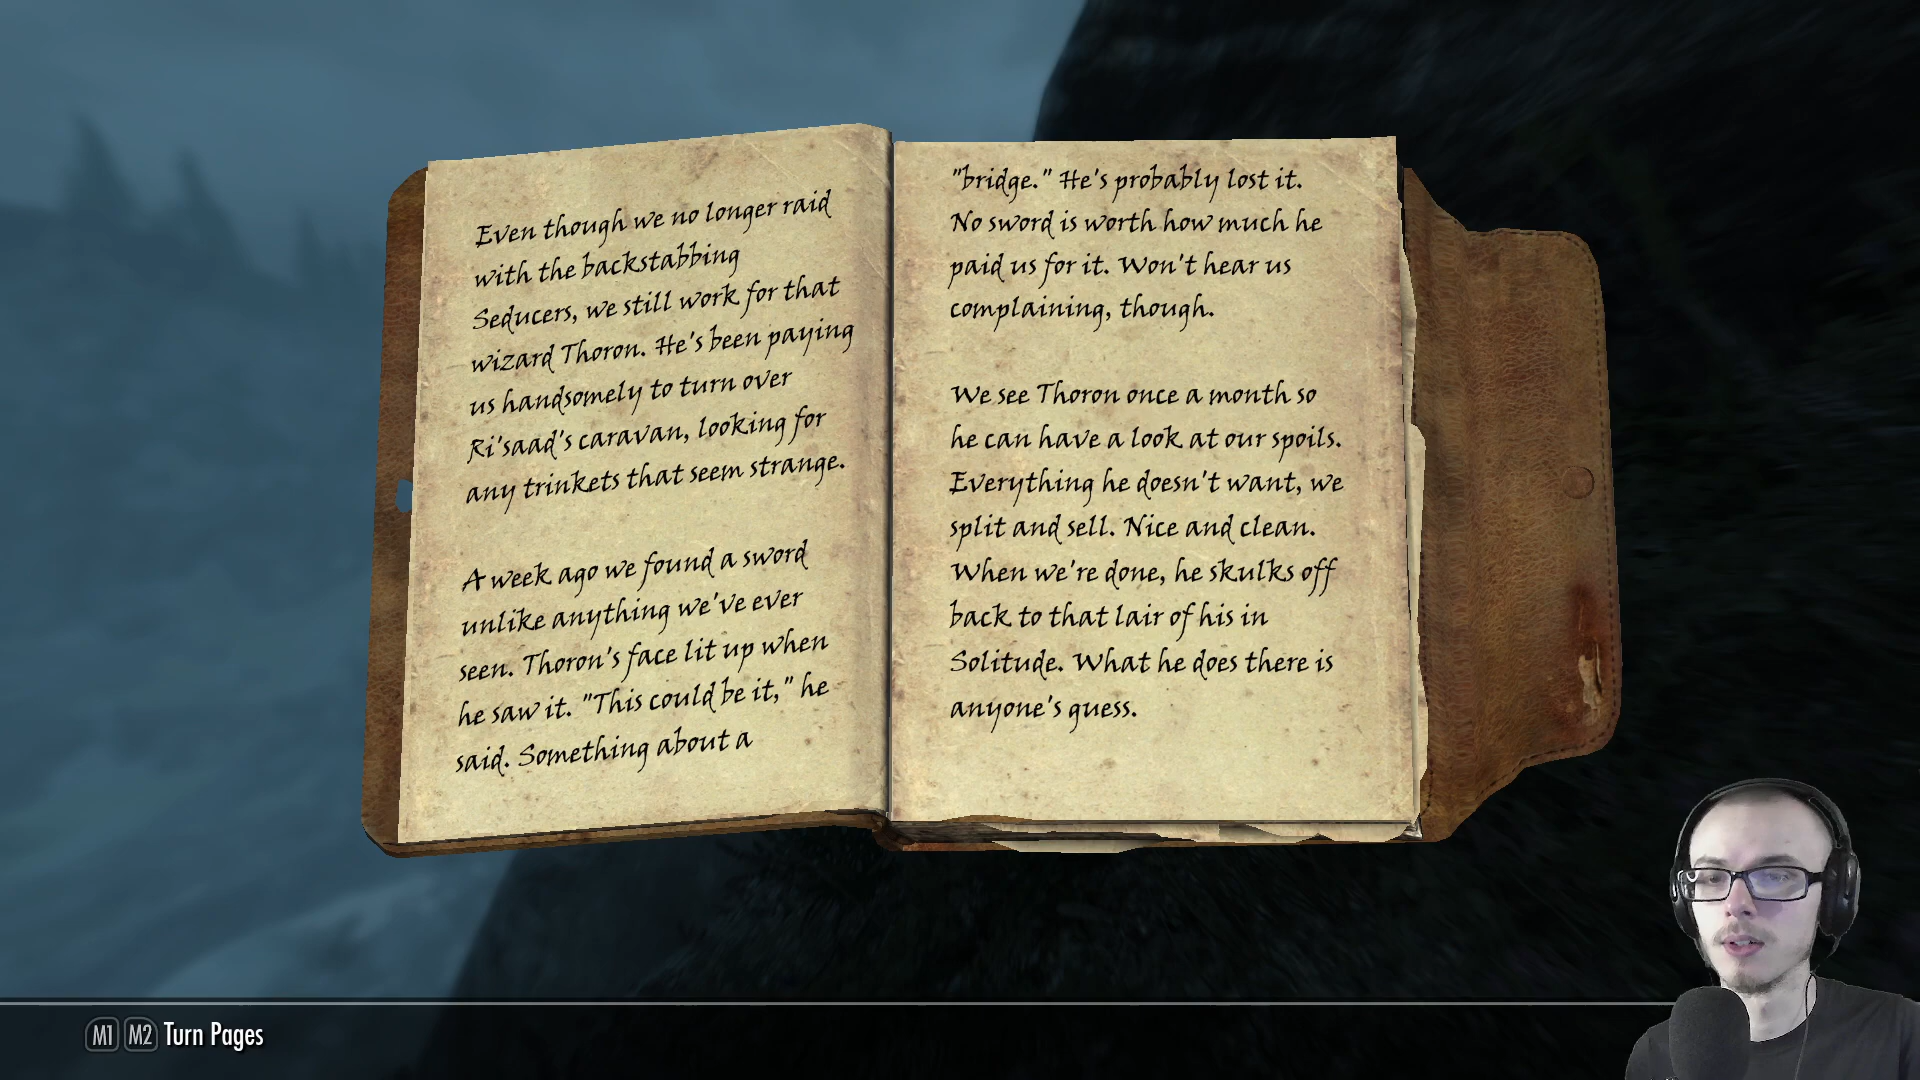 Even though we no longer raid
with the backstabbing
Seducers, we still work for that
wizard Thoron. He's been paying
us handsomely to turn over
Ri'saad's caravan, looking for
any trinkets that seem strange.
A week ago we found a sword
unlike anything we've ever
seen. Thoron's face lit up when
he saw it. "This could be it," he
said. Something about a
"bridge." He's probably lost it.
No sword is worth how much he
paid us for it. Won't hear us
complaining, though.
We see Thoron once a month so
he can have a look at our spoils.
Everything he doesn't want, we
split and sell. Nice and clean.
When we're done, he skulks off
back to that lair of his in
Solitude. What he does there is
anyone's guess.
M1 M2 Turn Pages